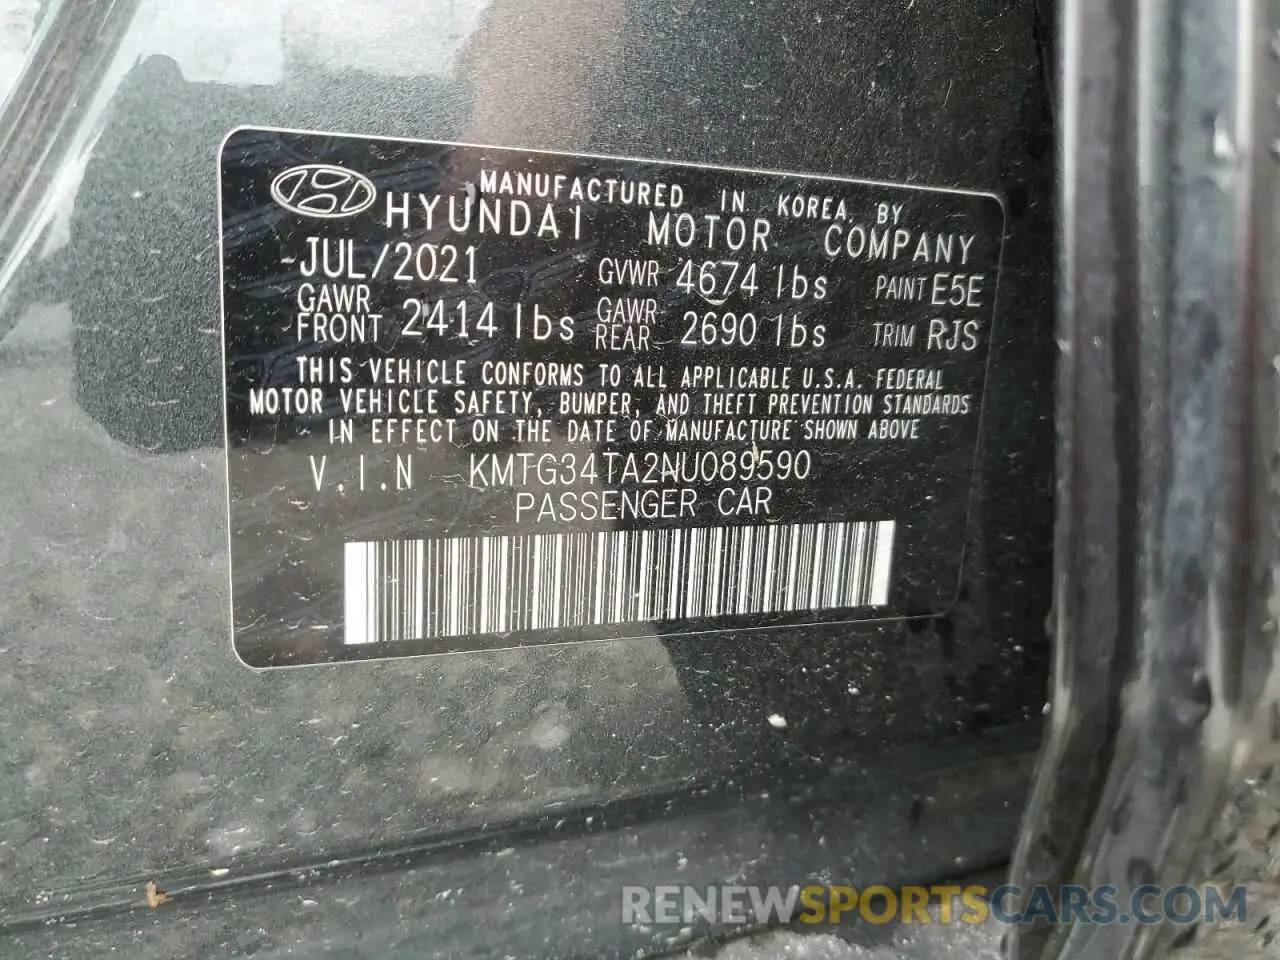 MANUFACTURED IN KOREA BY
HYUNDAI MOTOR COMPANY
JUL/2021 GVWR 4674 lbs PAINT E5E
GAWR FRONT 2414 lbs GAWR REAR 2690 lbs TRIM RJS
THIS VEHICLE CONFORMS TO ALL APPLICABLE U.S.A. FEDERAL
MOTOR VEHICLE SAFETY, BUMPER, AND THEFT PREVENTION STANDARDS
IN EFFECT ON THE DATE OF MANUFACTURE SHOWN ABOVE
V.I.N KMTG34TA2NU089590
PASSENGER CAR
RENEWSPORTSCARS.COM